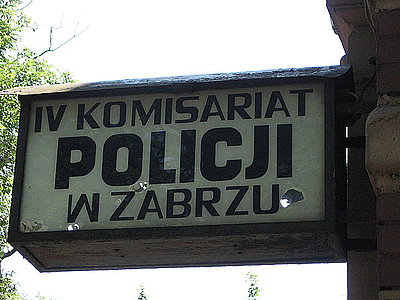 IV KOMISARIAT
POLICJI
W ZABRZU